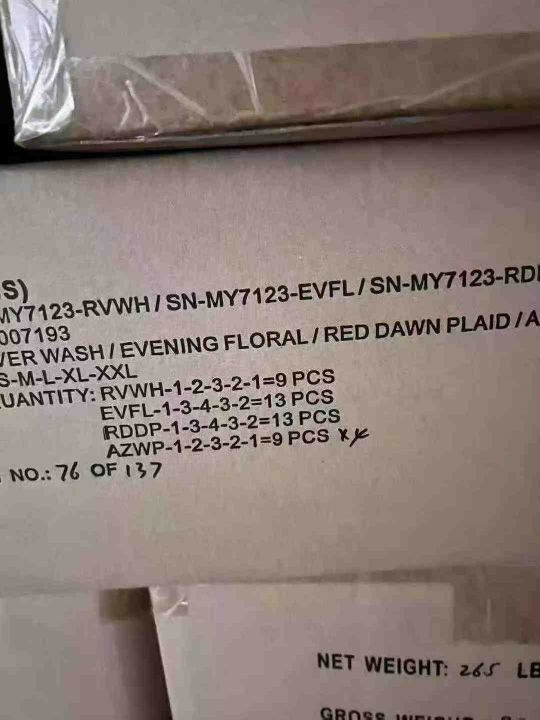 S)
MY7123-RVWH / SN-MY7123-EVFL / SN-MY7123-RD
007193
ER WASH / EVENING FLORAL / RED DAWN PLAID / A
S-M-L-XL-XXL
UANTITY: RVWH-1-2-3-2-1=9 PCS
EVFL-1-3-4-3-2=13 PCS
RDDP-1-3-4-3-2=13 PCS
AZWP-1-2-3-2-1=9 PCS
NO.: 76 OF 137
NET WEIGHT: 265 LB
GROSS